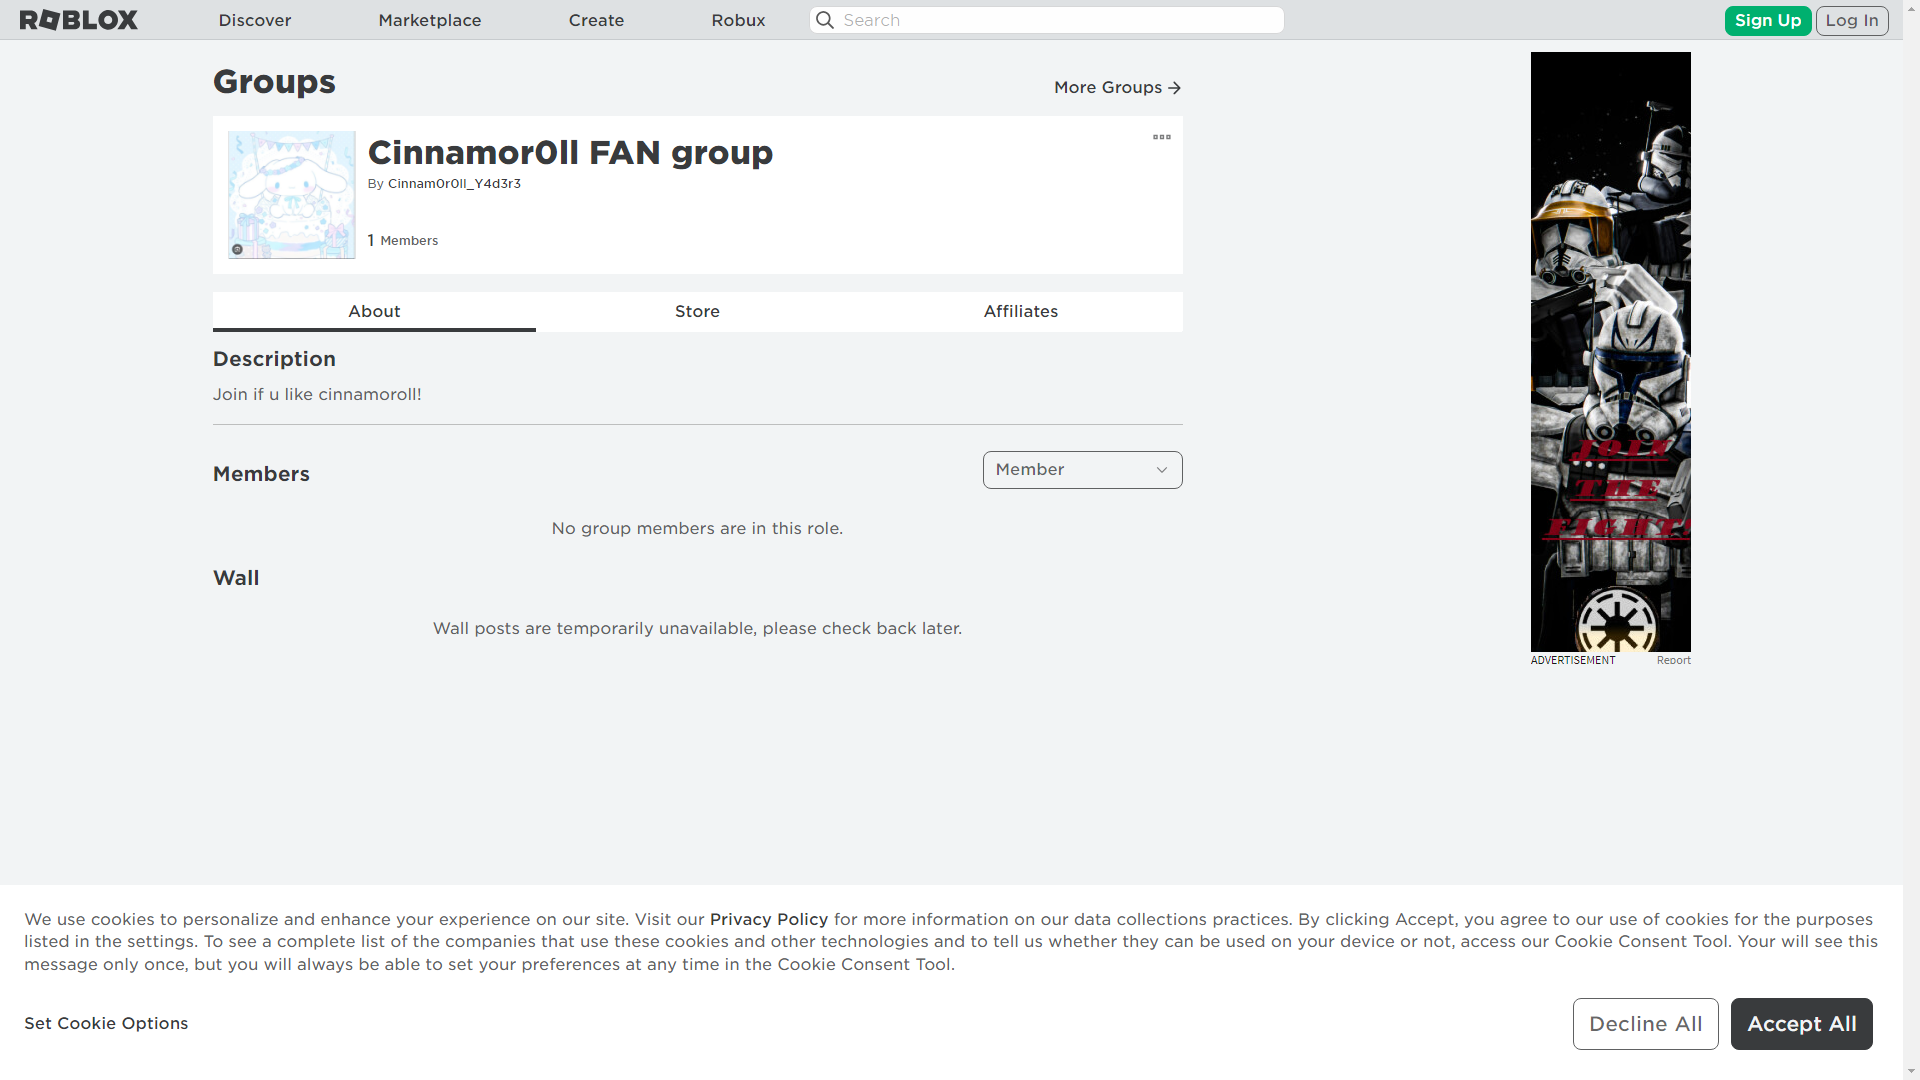 ROBLOX
Discover
Marketplace
Create
Robux
Search
Sign Up
Log In
Groups
More Groups
Cinnamor0ll FAN group
By Cinnam0r0ll_Y4d3r3
1 Members
About
Store
Affiliates
Description
Join if u like cinnamoroll!
Members
Member
No group members are in this role.
Wall
Wall posts are temporarily unavailable, please check back later.
JOIN
THE
FIGHT!
ADVERTISEMENT
Report
We use cookies to personalize and enhance your experience on our site. Visit our Privacy Policy for more information on our data collections practices. By clicking Accept, you agree to our use of cookies for the purposes
listed in the settings. To see a complete list of the companies that use these cookies and other technologies and to tell us whether they can be used on your device or not, access our Cookie Consent Tool. Your will see this
message only once, but you will always be able to set your preferences at any time in the Cookie Consent Tool.
Set Cookie Options
Decline All
Accept All